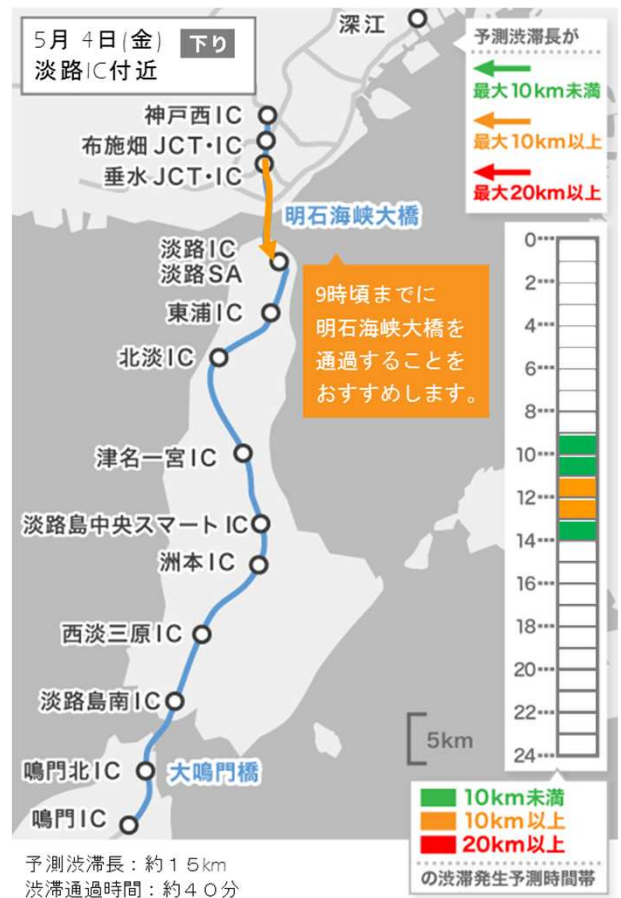 5月 4日(金) 下り
淡路IC付近
深江
予測渋滞長が
最大10km未満
最大10km以上
最大20km以上
神戸西IC
布施畑JCT・IC
垂水JCT・IC
明石海峡大橋
淡路IC
淡路SA
東浦IC
北淡IC
津名一宮IC
淡路島中央スマートIC
洲本IC
西淡三原IC
淡路島南IC
鳴門北IC
大鳴門橋
鳴門IC
9時頃までに
明石海峡大橋を
通過することを
おすすめします。
0
2
4
6
8
10
12
14
16
18
20
22
24
5km
10km未満
10km以上
20km以上
の渋滞発生予測時間帯
予測渋滞長：約15km
渋滞通過時間：約40分